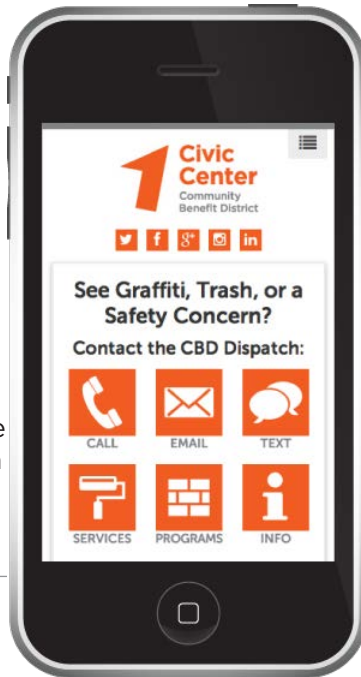 Civic
Center
Community
Benefit District
See Graffiti, Trash, or a
Safety Concern?
Contact the CBD Dispatch:
CALL EMAIL TEXT
SERVICES PROGRAMS INFO